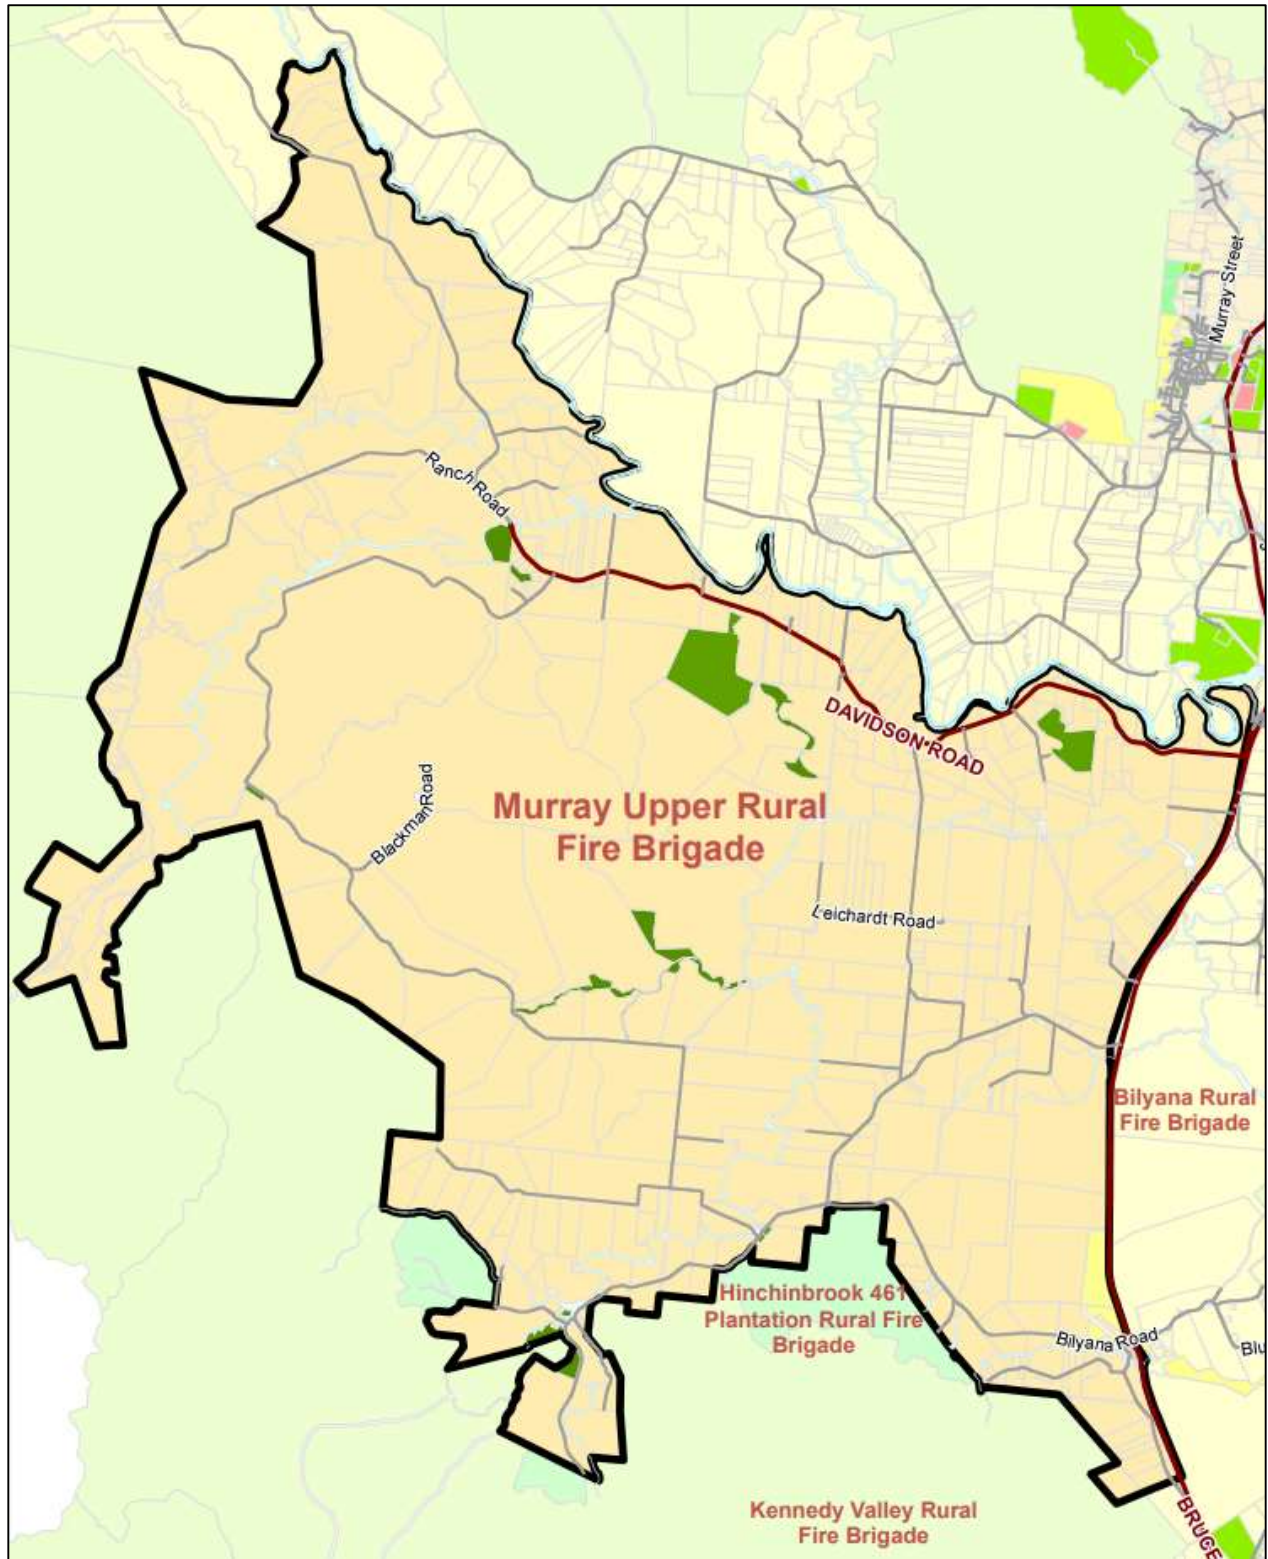 Murray Street
Ranch Road
DAVIDSON ROAD
Blackman Road
Murray Upper Rural
Fire Brigade
Leichardt Road
Bilyana Rural
Fire Brigade
Hinchinbrook 461
Plantation Rural Fire
Brigade
Bilyana Road
Blu
Kennedy Valley Rural
Fire Brigade
BRUCE